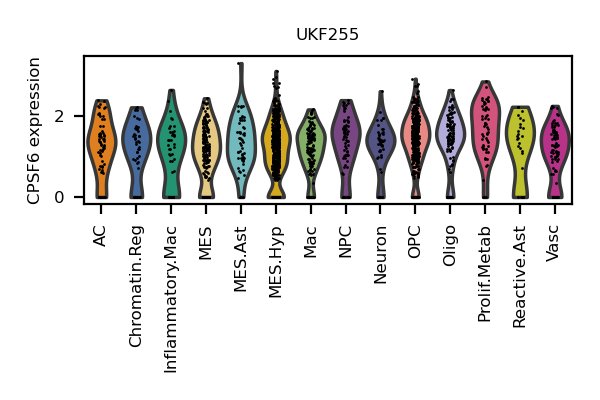 UKF255
CPSF6 expression
2
0
AC
Chromatin.Reg
Inflammatory.Mac
MES
MES.Ast
MES.Hyp
Mac
NPC
Neuron
OPC
Oligo
Prolif.Metab
Reactive.Ast
Vasc